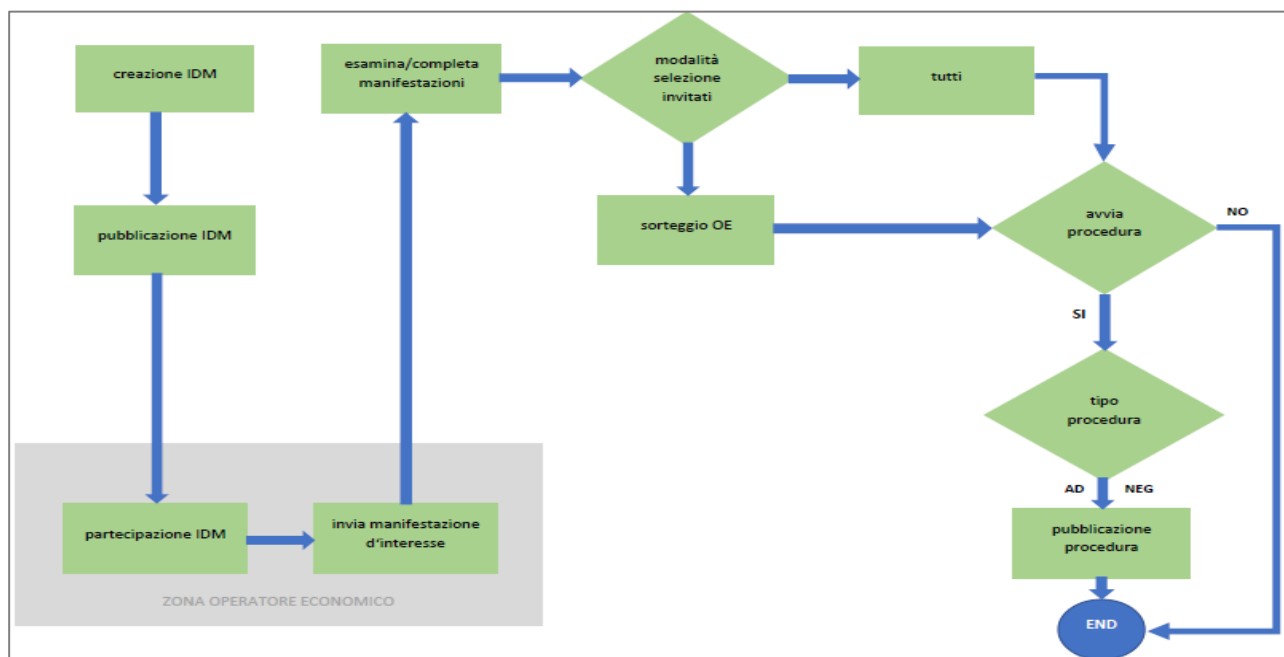 creazione IDM
pubblicazione IDM
partecipazione IDM
invia manifestazione
d'interesse
ZONA OPERATORE ECONOMICO
esamina/completa
manifestazioni
modalità
selezione
invitati
tutti
sorteggio OE
avvia
procedura
NO
SI
tipo
procedura
AD NEG
pubblicazione
procedura
END